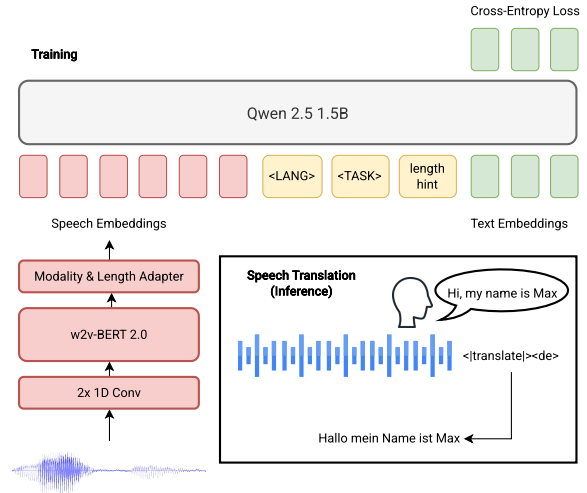 Cross-Entropy Loss
Training
Qwen 2.5 1.5B
<LANG>
<TASK>
length
hint
Speech Embeddings
Text Embeddings
Modality & Length Adapter
w2v-BERT 2.0
2x 1D Conv
Speech Translation
(Inference)
Hi, my name is Max
<|translate|><de>
Hallo mein Name ist Max